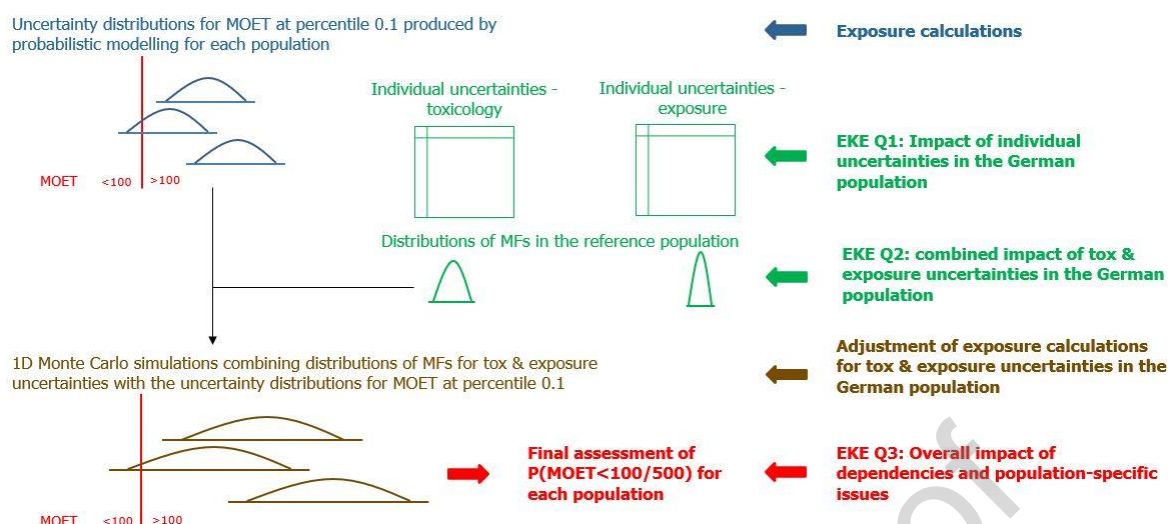 Uncertainty distributions for MOET at percentile 0.1 produced by
probabilistic modelling for each population
Exposure calculations
Individual uncertainties -
toxicology
Individual uncertainties -
exposure
EKE Q1: Impact of individual
uncertainties in the German
population
MOET <100 >100
Distributions of MFs in the reference population
EKE Q2: combined impact of tox &
exposure uncertainties in the German
population
1D Monte Carlo simulations combining distributions of MFs for tox & exposure
uncertainties with the uncertainty distributions for MOET at percentile 0.1
Adjustment of exposure calculations
for tox & exposure uncertainties in the
German population
Final assessment of
P(MOET<100/500) for
each population
EKE Q3: Overall impact of
dependencies and population-specific
issues
MOET <100 >100